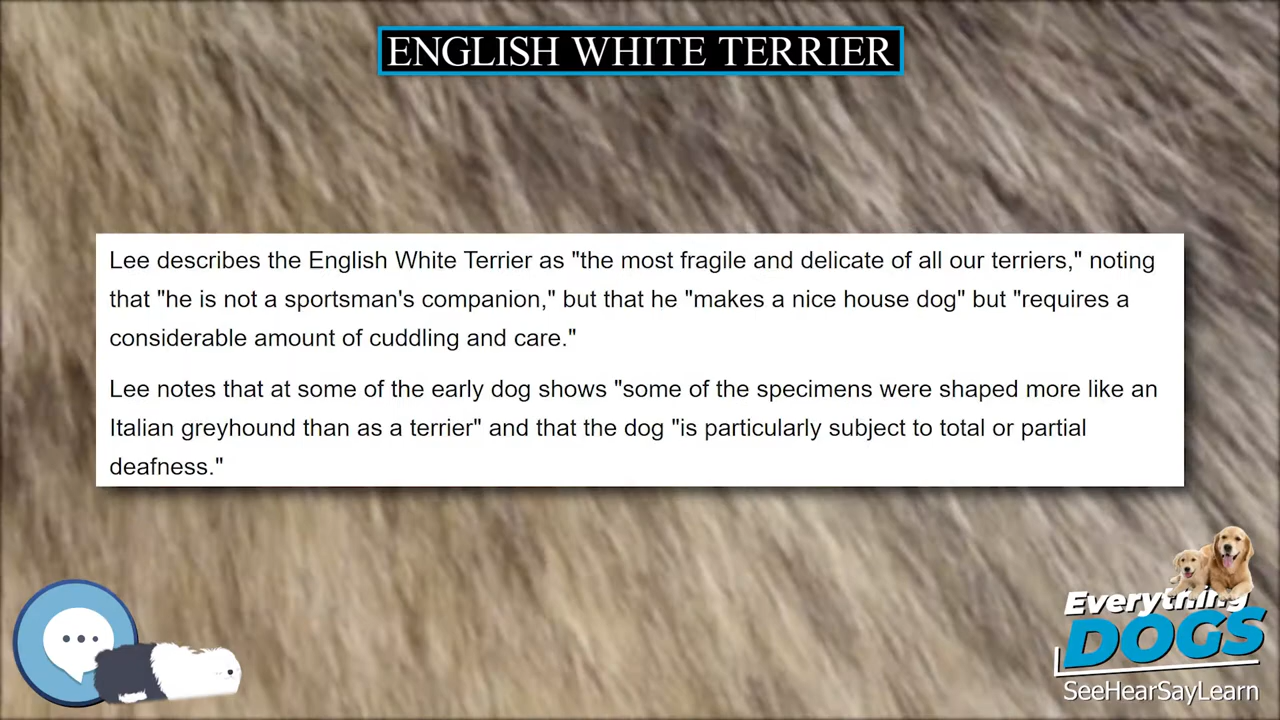 ENGLISH WHITE TERRIER
Lee describes the English White Terrier as "the most fragile and delicate of all our terriers," noting
that "he is not a sportsman's companion," but that he "makes a nice house dog" but "requires a
considerable amount of cuddling and care."
Lee notes that at some of the early dog shows "some of the specimens were shaped more like an
Italian greyhound than as a terrier" and that the dog "is particularly subject to total or partial
deafness."
Everything
DOGS
SeeHearSayLearn